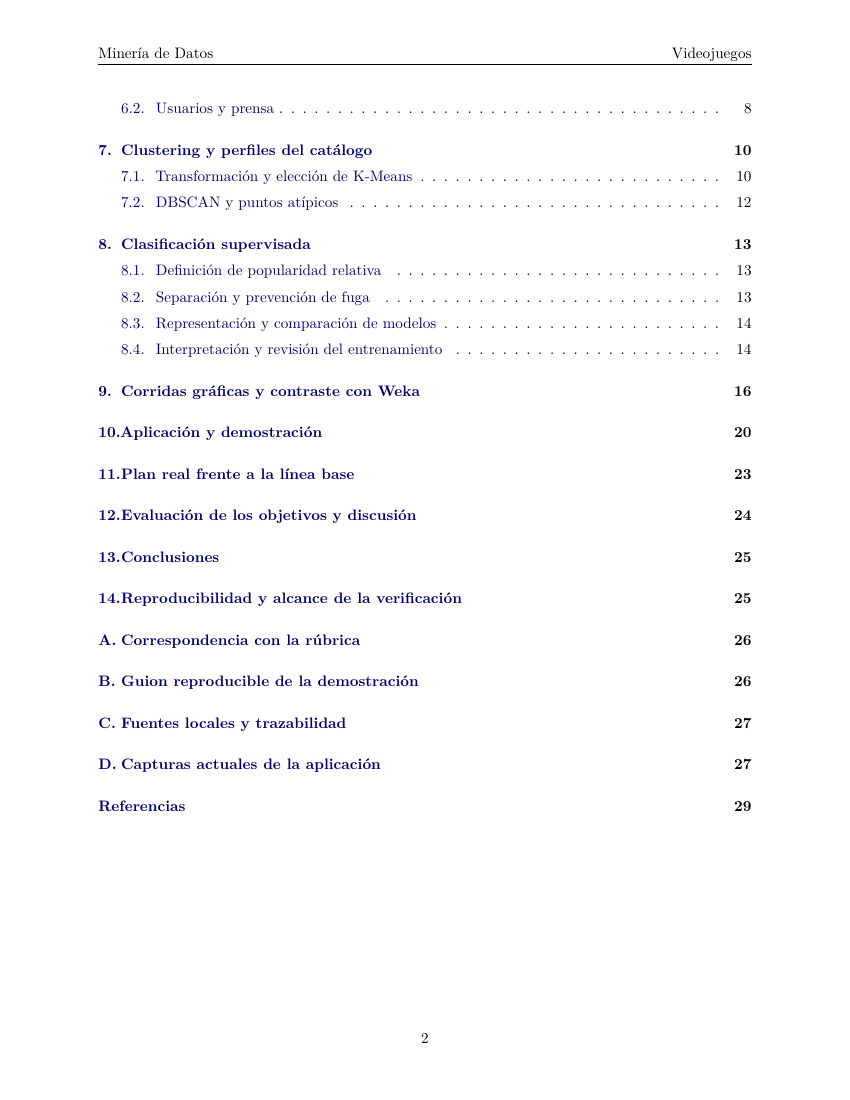 Minería de Datos Videojuegos
6.2. Usuarios y prensa . . . . . . . . . . . . . . . . . . . . . . . . . . . . . . . . . . . . . . 8
7. Clustering y perfiles del catálogo 10
7.1. Transformación y elección de K-Means . . . . . . . . . . . . . . . . . . . . . . . . . . 10
7.2. DBSCAN y puntos atípicos . . . . . . . . . . . . . . . . . . . . . . . . . . . . . . . . 12
8. Clasificación supervisada 13
8.1. Definición de popularidad relativa . . . . . . . . . . . . . . . . . . . . . . . . . . . . 13
8.2. Separación y prevención de fuga . . . . . . . . . . . . . . . . . . . . . . . . . . . . . 13
8.3. Representación y comparación de modelos . . . . . . . . . . . . . . . . . . . . . . . . 14
8.4. Interpretación y revisión del entrenamiento . . . . . . . . . . . . . . . . . . . . . . . 14
9. Corridas gráficas y contraste con Weka 16
10.Aplicación y demostración 20
11.Plan real frente a la línea base 23
12.Evaluación de los objetivos y discusión 24
13.Conclusiones 25
14.Reproducibilidad y alcance de la verificación 25
A. Correspondencia con la rúbrica 26
B. Guion reproducible de la demostración 26
C. Fuentes locales y trazabilidad 27
D. Capturas actuales de la aplicación 27
Referencias 29
2